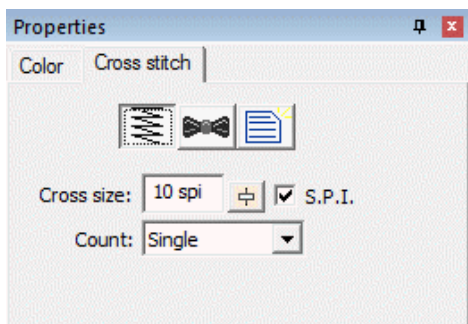 Properties
Color Cross stitch
Cross size: 10 spi S.P.I.
Count: Single